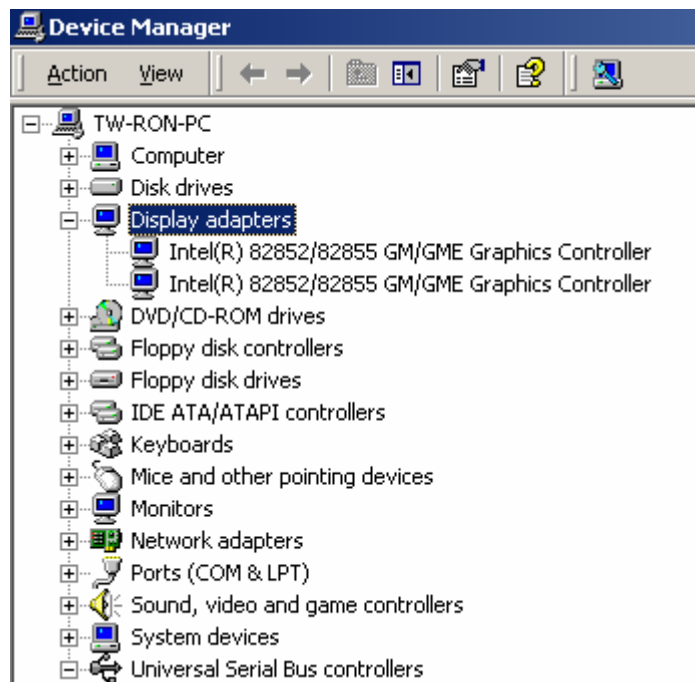 Device Manager
Action View
TW-RON-PC
Computer
Disk drives
Display adapters
Intel(R) 82852/82855 GM/GME Graphics Controller
Intel(R) 82852/82855 GM/GME Graphics Controller
DVD/CD-ROM drives
Floppy disk controllers
Floppy disk drives
IDE ATA/ATAPI controllers
Keyboards
Mice and other pointing devices
Monitors
Network adapters
Ports (COM & LPT)
Sound, video and game controllers
System devices
Universal Serial Bus controllers